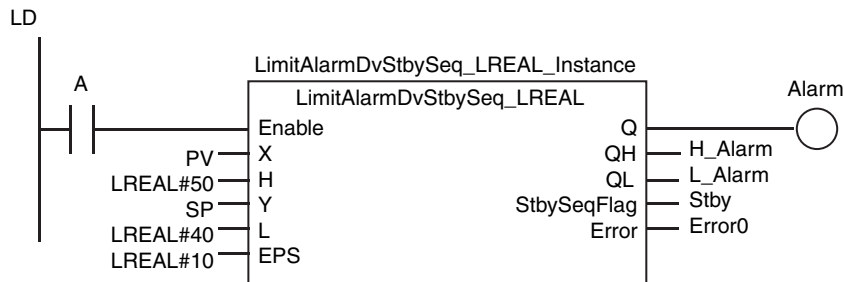 LD
LimitAlarmDvStbySeq_LREAL_Instance
A
LimitAlarmDvStbySeq_LREAL
Alarm
Enable
Q
PV
X
QH
H_Alarm
LREAL#50
H
QL
L_Alarm
SP
Y
StbySeqFlag
Stby
LREAL#40
L
Error
Error0
LREAL#10
EPS